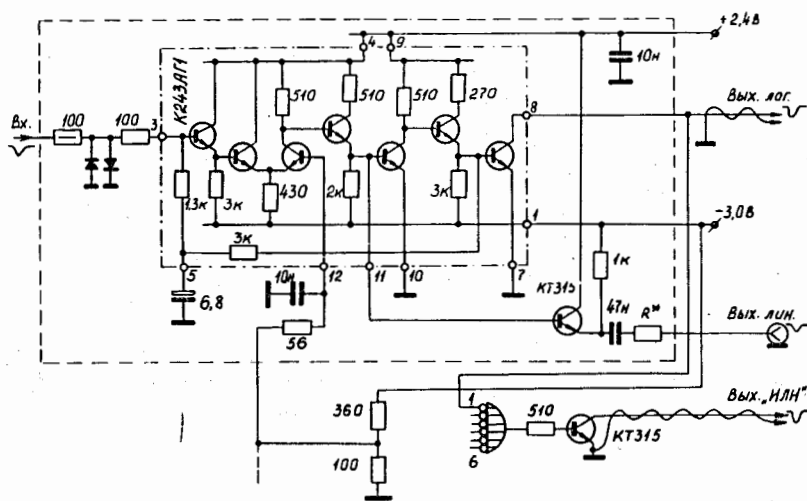 +2,4В
4
9
10н
К243АГ1
510
510
510
270
8
Вых. лог.
Вх.
100
100
3
1.3к
3к
430
2к
3к
1
-3,0В
3к
1к
5
12
11
10
7
6,8
10н
КТ315
47н
R*
Вых. лин.
56
360
1
510
Вых. „ИЛИ"
КТ315
6
100